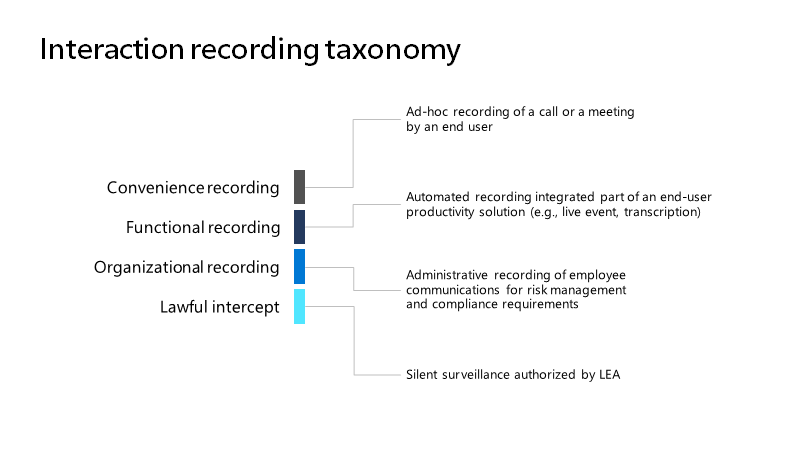 Interaction recording taxonomy
Ad-hoc recording of a call or a meeting
by an end user
Convenience recording
Automated recording integrated part of an end-user
productivity solution (e.g., live event, transcription)
Functional recording
Organizational recording
Administrative recording of employee
communications for risk management
and compliance requirements
Lawful intercept
Silent surveillance authorized by LEA